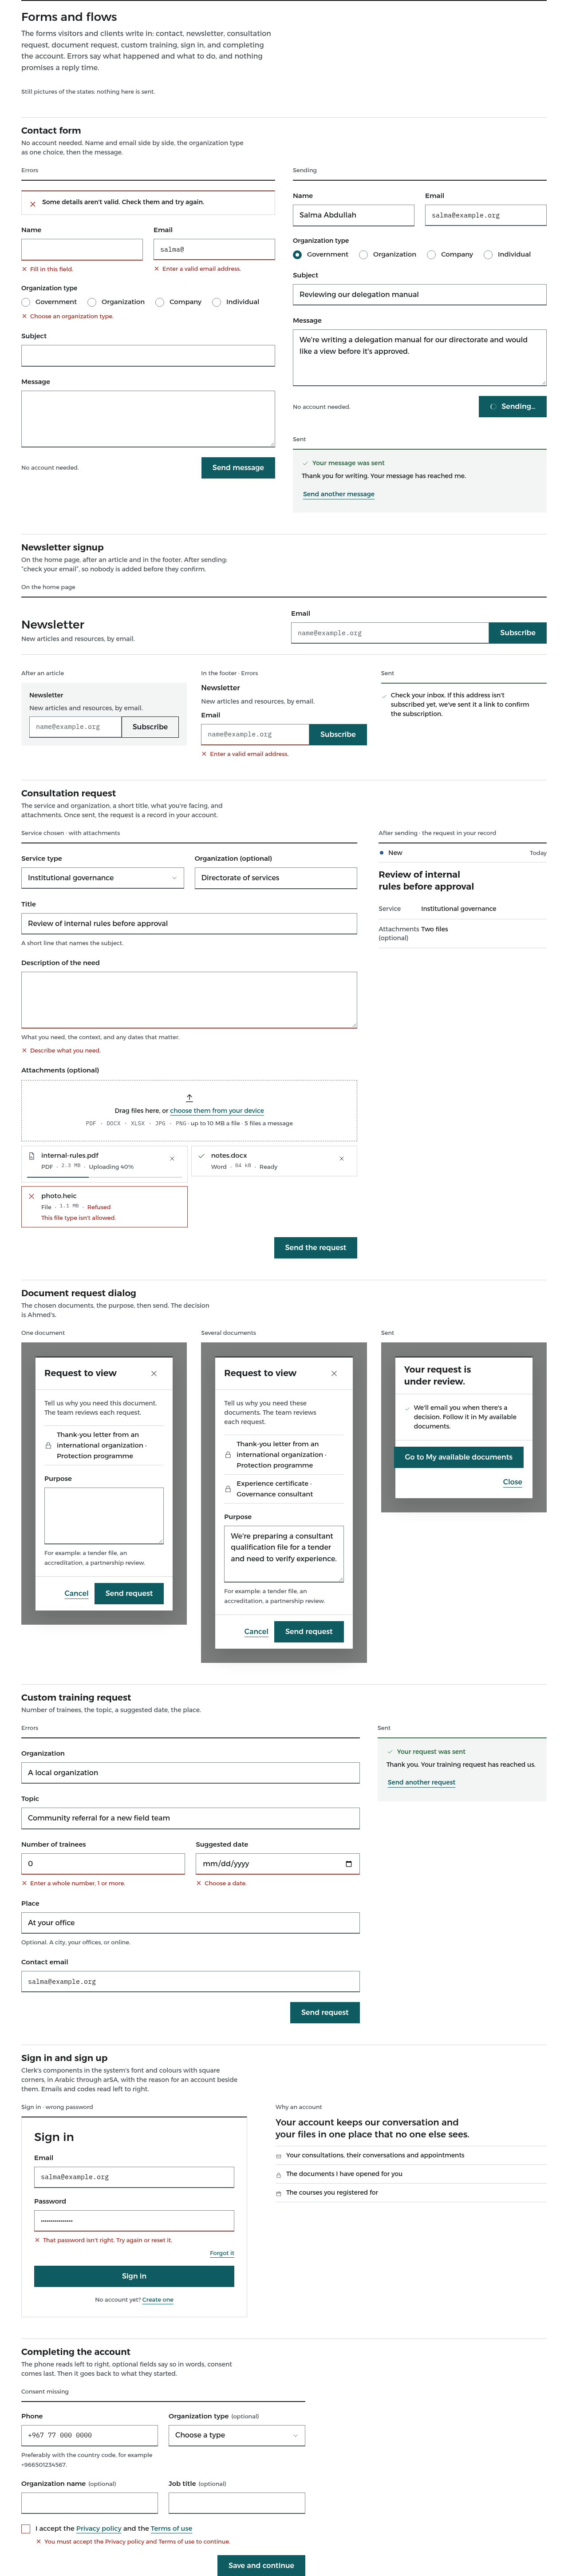 Forms and flows
The forms visitors and clients write in: contact, newsletter, consultation
request, document request, custom training, sign in, and completing
the account. Errors say what happened and what to do, and nothing
promises a reply time.
Still pictures of the states: nothing here is sent.
Contact form
No account needed. Name and email side by side, the organization type
as one choice, then the message.
Errors
Some details aren't valid. Check them and try again.
Name
Email
salma@
Fill in this field.
Enter a valid email address.
Organization type
Government
Organization
Company
Individual
Choose an organization type.
Subject
Message
No account needed.
Send message
Sending
Name
Email
Salma Abdullah
salma@example.org
Organization type
Government
Organization
Company
Individual
Subject
Reviewing our delegation manual
Message
We're writing a delegation manual for our directorate and would
like a view before it's approved.
No account needed.
Sending…
Sent
Your message was sent
Thank you for writing. Your message has reached me.
Send another message
Newsletter signup
On the home page, after an article and in the footer. After sending:
"check your email", so nobody is added before they confirm.
On the home page
Newsletter
New articles and resources, by email.
Email
name@example.org
Subscribe
After an article
Newsletter
New articles and resources, by email.
name@example.org
Subscribe
In the footer · Errors
Newsletter
New articles and resources, by email.
Email
name@example.org
Subscribe
Enter a valid email address.
Sent
Check your inbox. If this address isn't
subscribed yet, we've sent it a link to confirm
the subscription.
Consultation request
The service and organization, a short title, what you're facing, and
attachments. Once sent, the request is a record in your account.
Service chosen · with attachments
Service type
Organization (optional)
Institutional governance
Directorate of services
Title
Review of internal rules before approval
A short line that names the subject.
Description of the need
What you need, the context, and any dates that matter.
Describe what you need.
Attachments (optional)
Drag files here, or choose them from your device
PDF · DOCX · XLSX · JPG · PNG · up to 10 MB a file · 5 files a message
internal-rules.pdf
PDF · 2.3 MB · Uploading 40%
notes.docx
Word · 84 kB · Ready
photo.heic
File · 1.1 MB · Refused
This file type isn't allowed.
Send the request
After sending · the request in your record
New
Today
Review of internal
rules before approval
Service
Institutional governance
Attachments
(optional)
Two files
Document request dialog
The chosen documents, the purpose, then send. The decision
is Ahmed's.
One document
Request to view
Tell us why you need this document.
The team reviews each request.
Thank-you letter from an
international organization ·
Protection programme
Purpose
For example: a tender file, an
accreditation, a partnership review.
Cancel
Send request
Several documents
Request to view
Tell us why you need these
documents. The team reviews
each request.
Thank-you letter from an
international organization ·
Protection programme
Experience certificate ·
Governance consultant
Purpose
We're preparing a consultant
qualification file for a tender
and need to verify experience.
For example: a tender file, an
accreditation, a partnership review.
Cancel
Send request
Sent
Your request is
under review.
We'll email you when there's a
decision. Follow it in My available
documents.
Go to My available documents
Close
Custom training request
Number of trainees, the topic, a suggested date, the place.
Errors
Organization
A local organization
Topic
Community referral for a new field team
Number of trainees
Suggested date
0
mm/dd/yyyy
Enter a whole number, 1 or more.
Choose a date.
Place
At your office
Optional. A city, your offices, or online.
Contact email
salma@example.org
Send request
Sent
Your request was sent
Thank you. Your training request has reached us.
Send another request
Sign in and sign up
Clerk's components in the system's font and colours with square
corners, in Arabic through arSA, with the reason for an account beside
them. Emails and codes read left to right.
Sign in · wrong password
Sign in
Email
salma@example.org
Password
That password isn't right. Try again or reset it.
Forgot it
Sign in
No account yet? Create one
Why an account
Your account keeps our conversation and
your files in one place that no one else sees.
Your consultations, their conversations and appointments
The documents I have opened for you
The courses you registered for
Completing the account
The phone reads left to right, optional fields say so in words, consent
comes last. Then it goes back to what they started.
Consent missing
Phone
Organization type (optional)
+967 77 000 0000
Choose a type
Preferably with the country code, for example
+966501234567.
Organization name (optional)
Job title (optional)
I accept the Privacy policy and the Terms of use
You must accept the Privacy policy and Terms of use to continue.
Save and continue